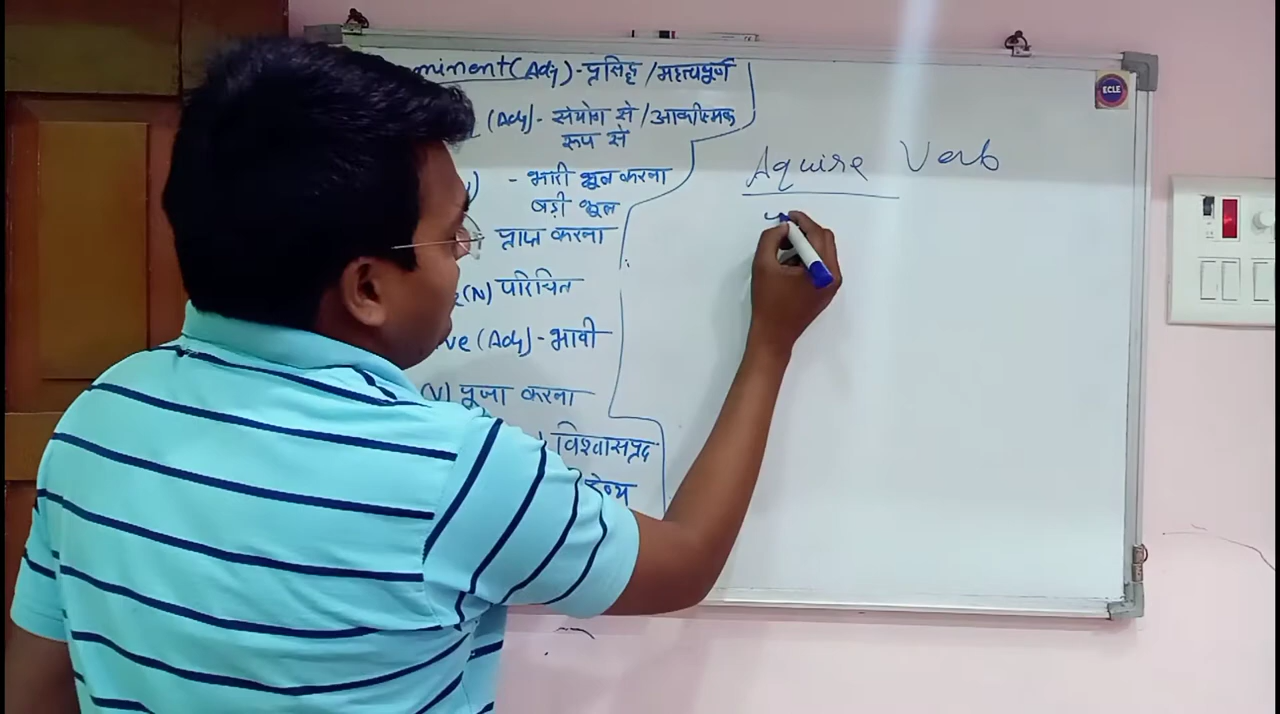 minent (Adj) - प्रसिद्ध / महत्त्वपूर्ण
(Adj) - संयोग से / आकस्मिक
रूप से
- भारी भूल करना
बड़ी भूल
प्राप्त करना
(N) परिचित
ve (Adj) - भावी
(V) पूजा करना
विश्वासप्रद
Aquire Verb
ECLE